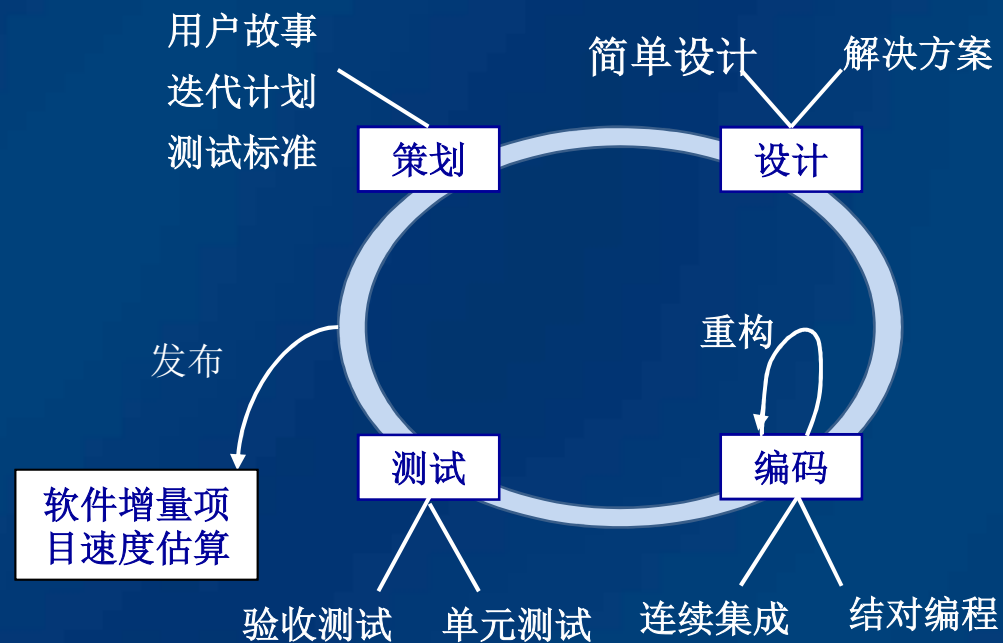 用户故事
迭代计划
测试标准
简单设计
解决方案
策划
设计
重构
发布
测试
编码
软件增量项
目速度估算
验收测试
单元测试
连续集成
结对编程